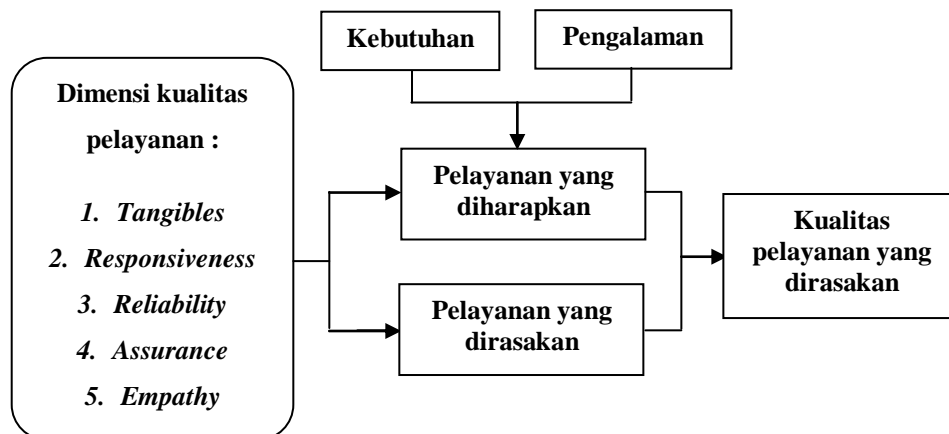 Kebutuhan
Pengalaman
Dimensi kualitas
pelayanan :
1. Tangibles
2. Responsiveness
3. Reliability
4. Assurance
5. Empathy
Pelayanan yang
diharapkan
Pelayanan yang
dirasakan
Kualitas
pelayanan yang
dirasakan